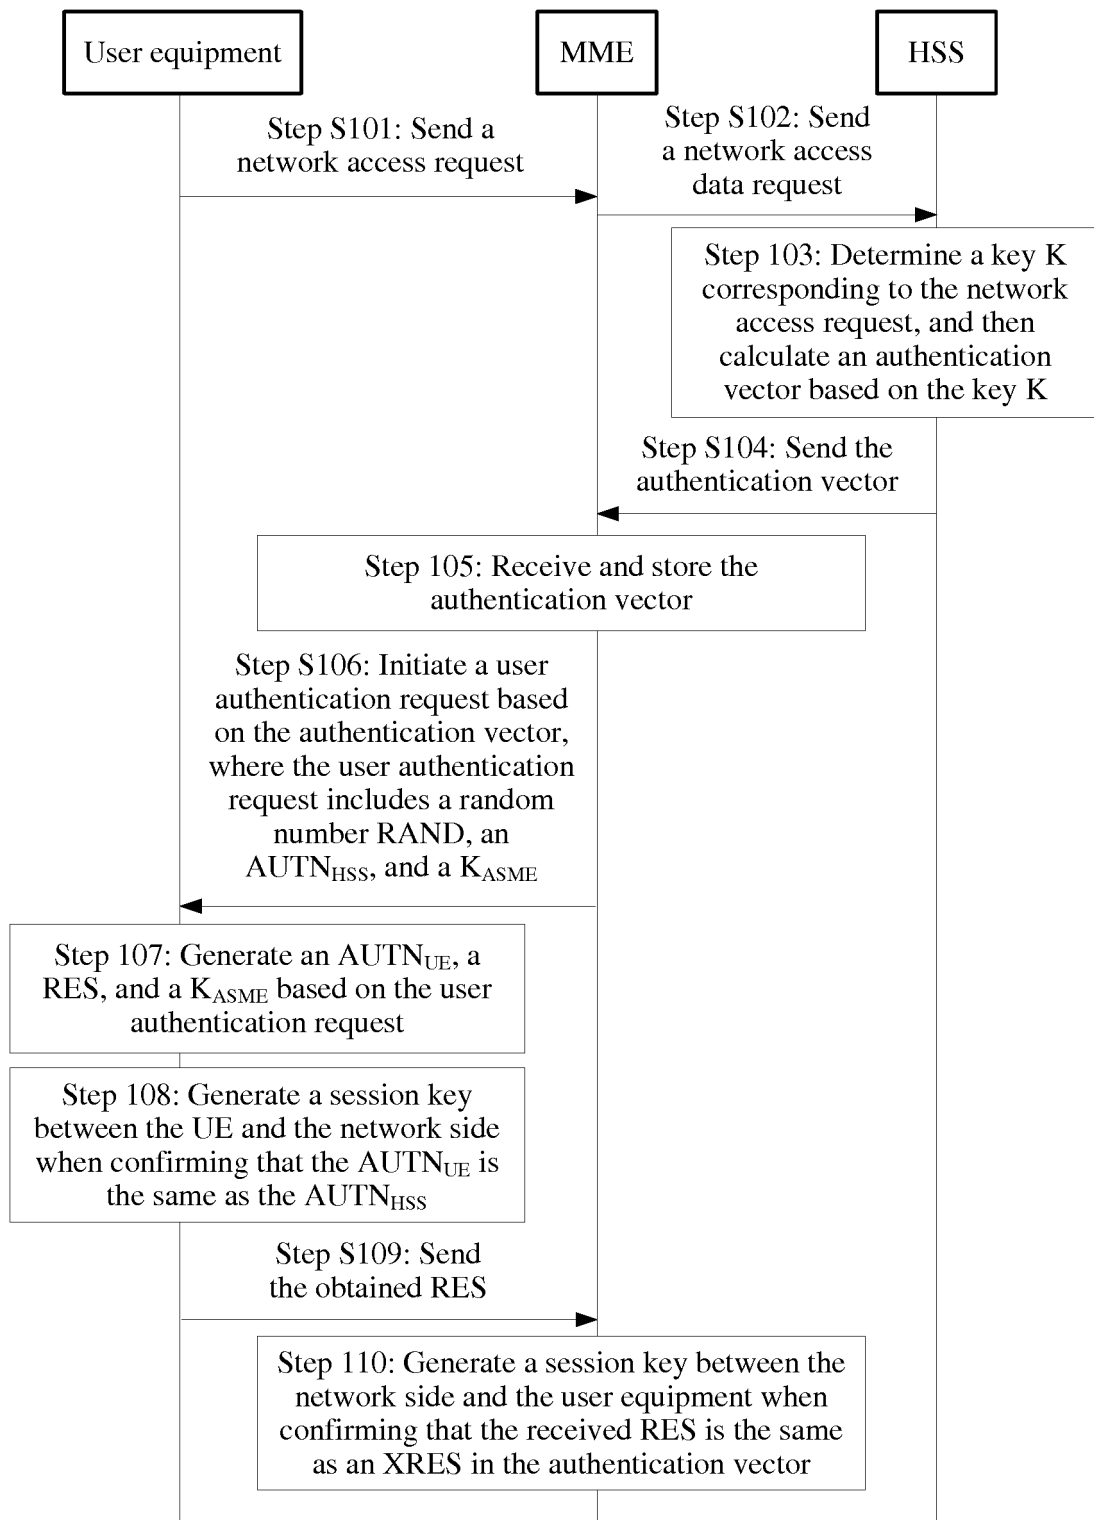 User equipment
MME
HSS
Step S101: Send a
network access request
Step S102: Send
a network access
data request
Step 103: Determine a key K
corresponding to the network
access request, and then
calculate an authentication
vector based on the key K
Step S104: Send the
authentication vector
Step 105: Receive and store the
authentication vector
Step S106: Initiate a user
authentication request based
on the authentication vector,
where the user authentication
request includes a random
number RAND, an
AUTNHSS, and a KASME
Step 107: Generate an AUTNUE, a
RES, and a KASME based on the user
authentication request
Step 108: Generate a session key
between the UE and the network side
when confirming that the AUTNUE is
the same as the AUTNHSS
Step S109: Send
the obtained RES
Step 110: Generate a session key between the
network side and the user equipment when
confirming that the received RES is the same
as an XRES in the authentication vector